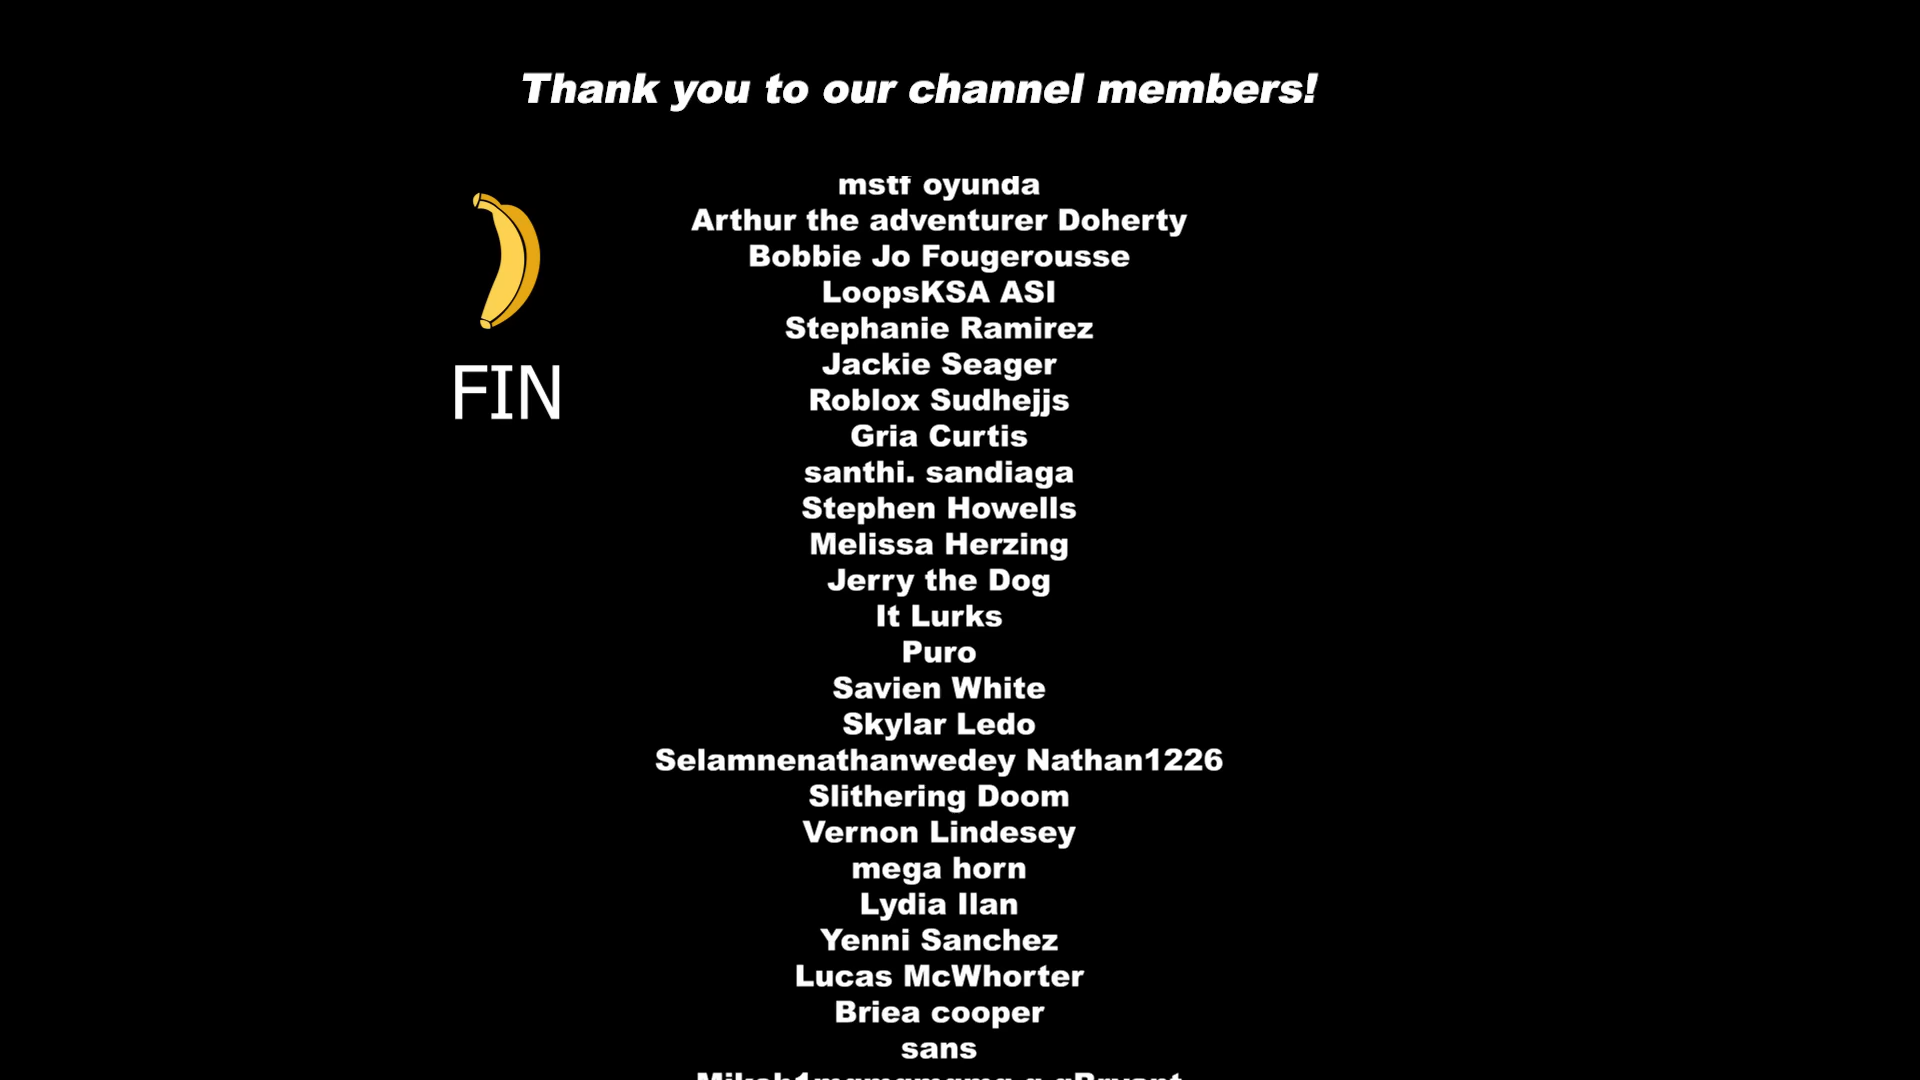 Thank you to our channel members!
mstf oyunda
Arthur the adventurer Doherty
Bobbie Jo Fougerousse
LoopsKSA ASI
Stephanie Ramirez
Jackie Seager
FIN
Roblox Sudhejjs
Gria Curtis
santhi. sandiaga
Stephen Howells
Melissa Herzing
Jerry the Dog
It Lurks
Puro
Savien White
Skylar Ledo
Selamnenathanwedey Nathan1226
Slithering Doom
Vernon Lindesey
mega horn
Lydia Ilan
Yenni Sanchez
Lucas McWhorter
Briea cooper
sans